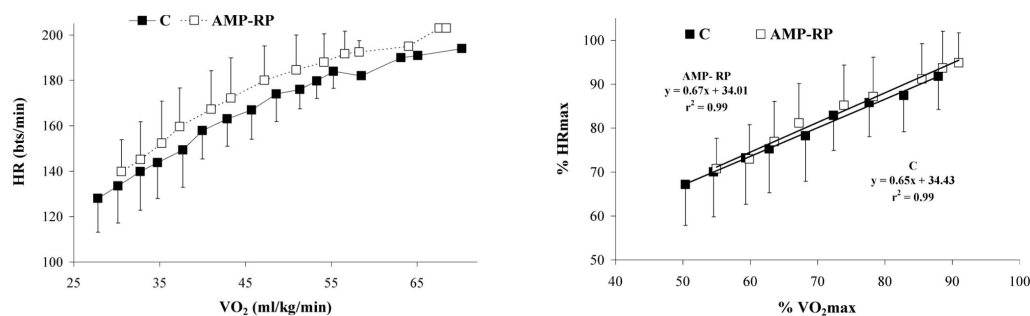 C AMP-RP
HR (bts/min)
200
180
160
140
120
100
25 35 45 55 65
VO₂ (ml/kg/min)
C AMP-RP
% HRmax
100
90
80
70
60
50
AMP- RP
y = 0.67x + 34.01
r² = 0.99
C
y = 0.65x + 34.43
r² = 0.99
40 50 60 70 80 90 100
% VO₂max